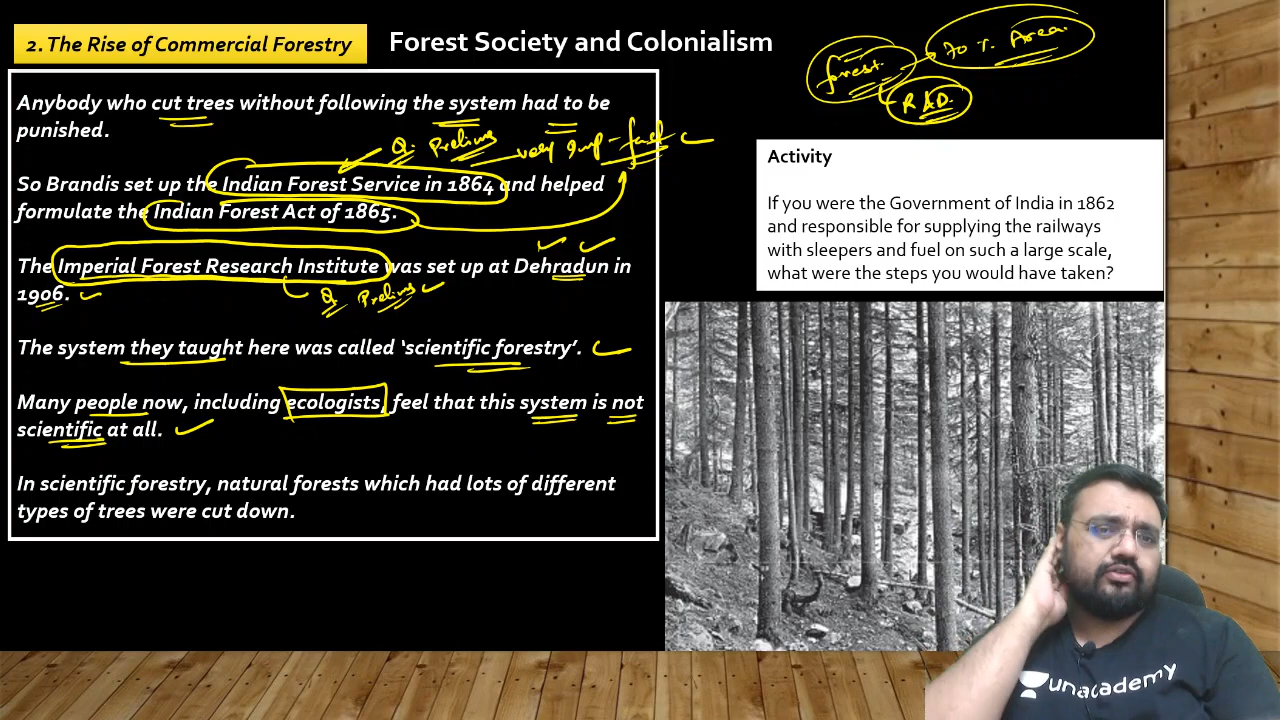 2. The Rise of Commercial Forestry
Forest Society and Colonialism
Anybody who cut trees without following the system had to be
punished.
So Brandis set up the Indian Forest Service in 1864 and helped
formulate the Indian Forest Act of 1865.
The Imperial Forest Research Institute was set up at Dehradun in
1906.
The system they taught here was called ‘scientific forestry’.
Many people now, including ecologists, feel that this system is not
scientific at all.
In scientific forestry, natural forests which had lots of different
types of trees were cut down.
Q. Prelims
very Imp - fact
Q. Prelims
forest
70 % Area
R &D
Activity
If you were the Government of India in 1862
and responsible for supplying the railways
with sleepers and fuel on such a large scale,
what were the steps you would have taken?
unacademy